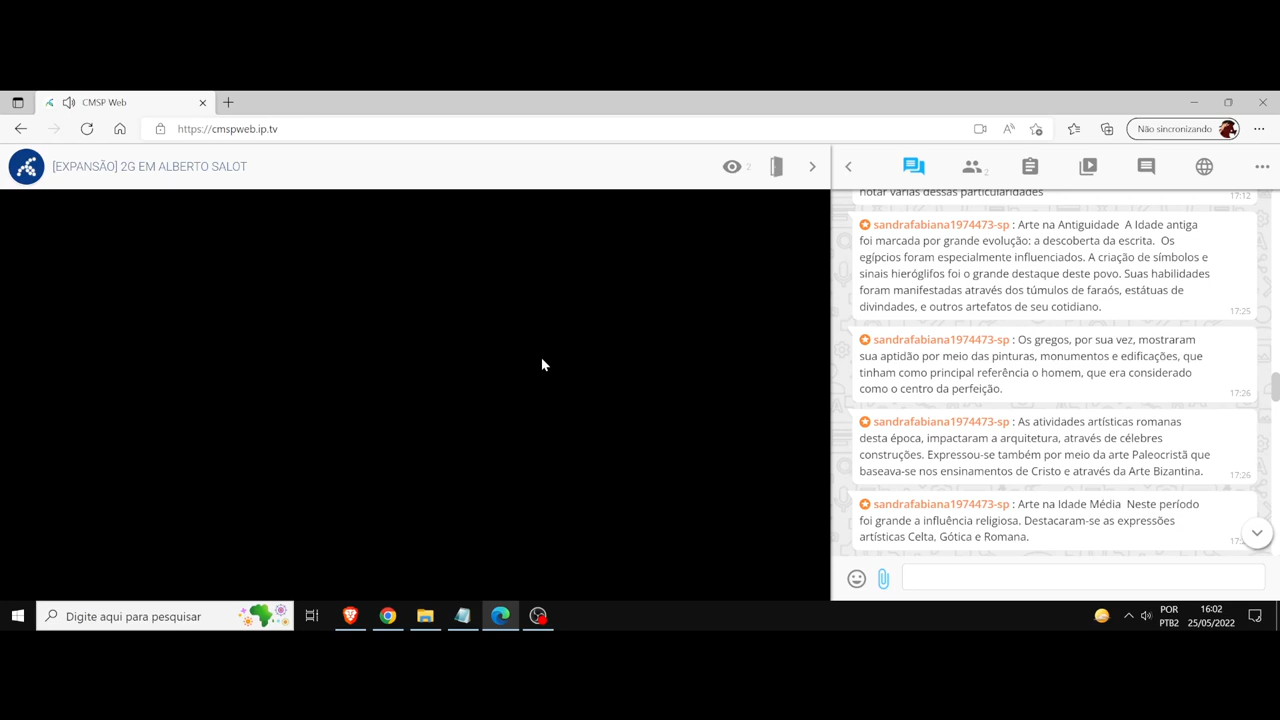 CMSP Web
https://cmspweb.ip.tv
Não sincronizando
[EXPANSÃO] 2G EM ALBERTO SALOT
2
2
notar várias dessas particularidades
17:12
sandrafabiana1974473-sp : Arte na Antiguidade A Idade antiga
foi marcada por grande evolução: a descoberta da escrita. Os
egípcios foram especialmente influenciados. A criação de símbolos e
sinais hieróglifos foi o grande destaque deste povo. Suas habilidades
foram manifestadas através dos túmulos de faraós, estátuas de
divindades, e outros artefatos de seu cotidiano.
17:25
sandrafabiana1974473-sp : Os gregos, por sua vez, mostraram
sua aptidão por meio das pinturas, monumentos e edificações, que
tinham como principal referência o homem, que era considerado
como o centro da perfeição.
17:26
sandrafabiana1974473-sp : As atividades artísticas romanas
desta época, impactaram a arquitetura, através de célebres
construções. Expressou-se também por meio da arte Paleocristã que
baseava-se nos ensinamentos de Cristo e através da Arte Bizantina.
17:26
sandrafabiana1974473-sp : Arte na Idade Média Neste período
foi grande a influência religiosa. Destacaram-se as expressões
artísticas Celta, Gótica e Romana.
Digite aqui para pesquisar
POR
PTB2
16:02
25/05/2022